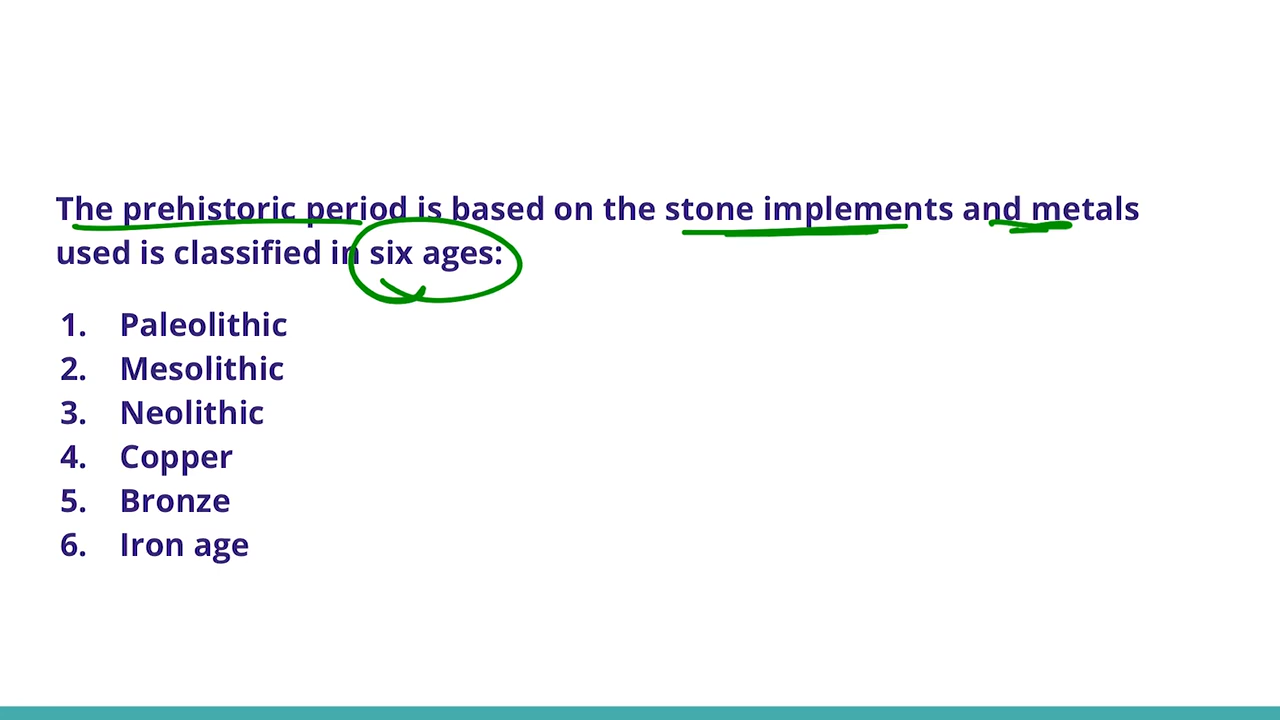 The prehistoric period is based on the stone implements and metals
used is classified in six ages:
1. Paleolithic
2. Mesolithic
3. Neolithic
4. Copper
5. Bronze
6. Iron age